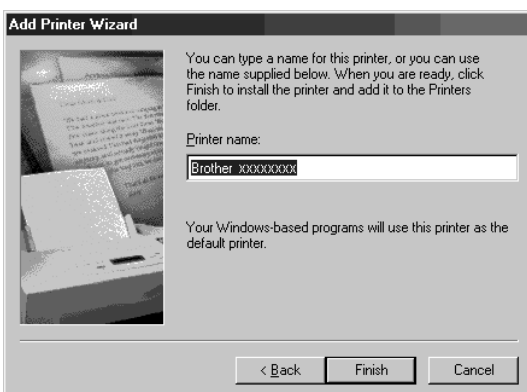 Add Printer Wizard
You can type a name for this printer, or you can use
the name supplied below. When you are ready, click
Finish to install the printer and add it to the Printers
folder.
Printer name:
Brother xxxxxxxx
Your Windows-based programs will use this printer as the
default printer.
< Back
Finish
Cancel